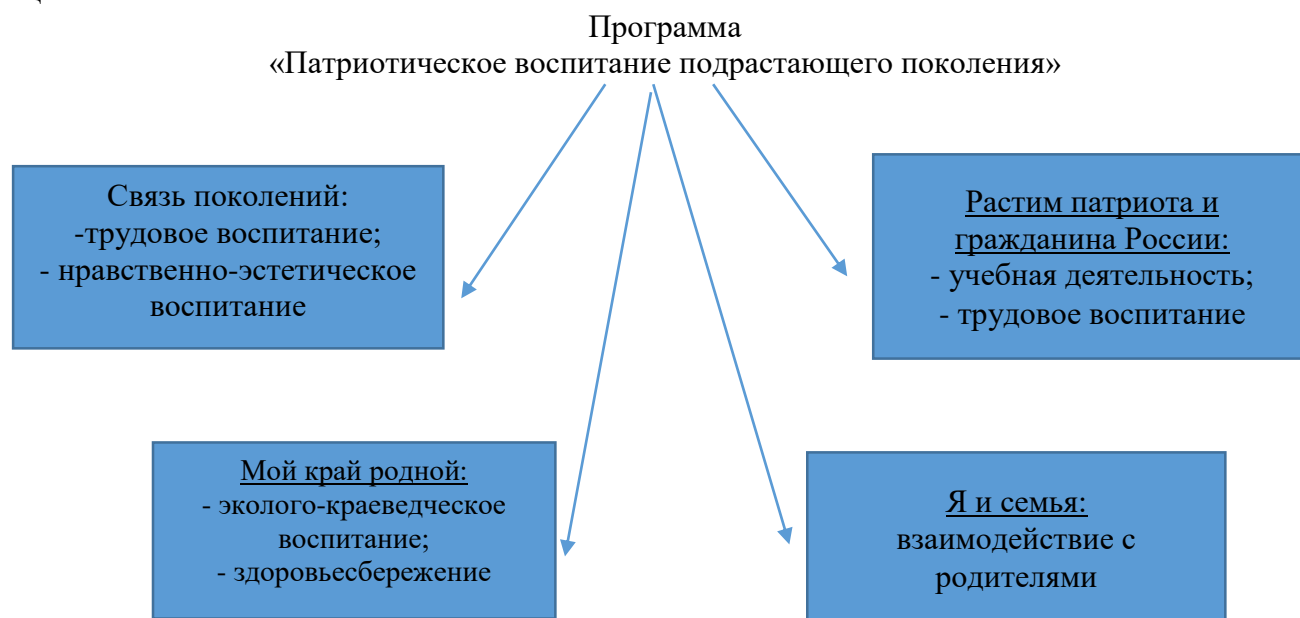 Программа
«Патриотическое воспитание подрастающего поколения»
Связь поколений:
-трудовое воспитание;
- нравственно-эстетическое
воспитание
Растим патриота и
гражданина России:
- учебная деятельность;
- трудовое воспитание
Мой край родной:
- эколого-краеведческое
воспитание;
- здоровьесбережение
Я и семья:
взаимодействие с
родителями